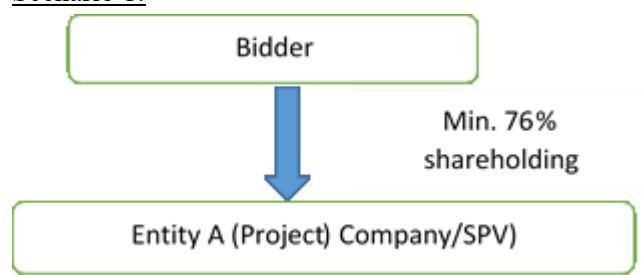 Bidder
Min. 76%
shareholding
Entity A (Project) Company/SPV)